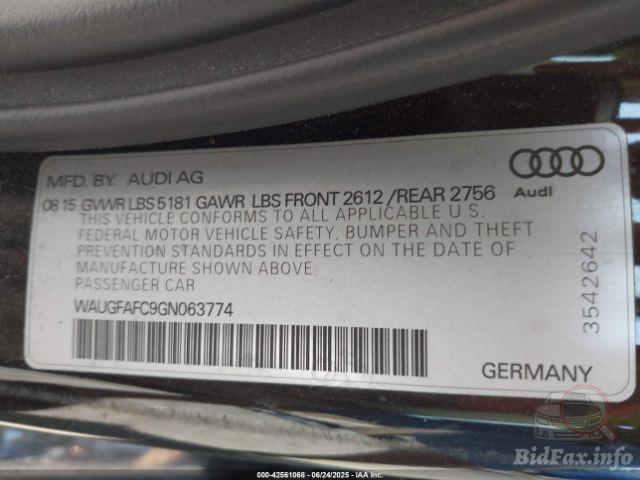 MFD. BY. AUDI AG
08 15 GVWR LBS 5181 GAWR LBS FRONT 2612 /REAR 2756
THIS VEHICLE CONFORMS TO ALL APPLICABLE U.S.
FEDERAL MOTOR VEHICLE SAFETY, BUMPER AND THEFT
PREVENTION STANDARDS IN EFFECT ON THE DATE OF
MANUFACTURE SHOWN ABOVE.
PASSENGER CAR
WAUGFAFC9GN063774
Audi
3542642
GERMANY
BidFax.info
000-42561068 - 06/24/2025 - IAA Inc.